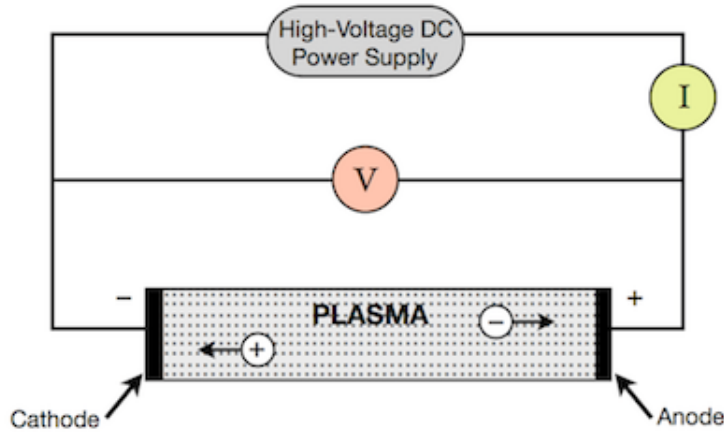 High-Voltage DC
Power Supply
I
V
− +
PLASMA
−
+
Cathode
Anode